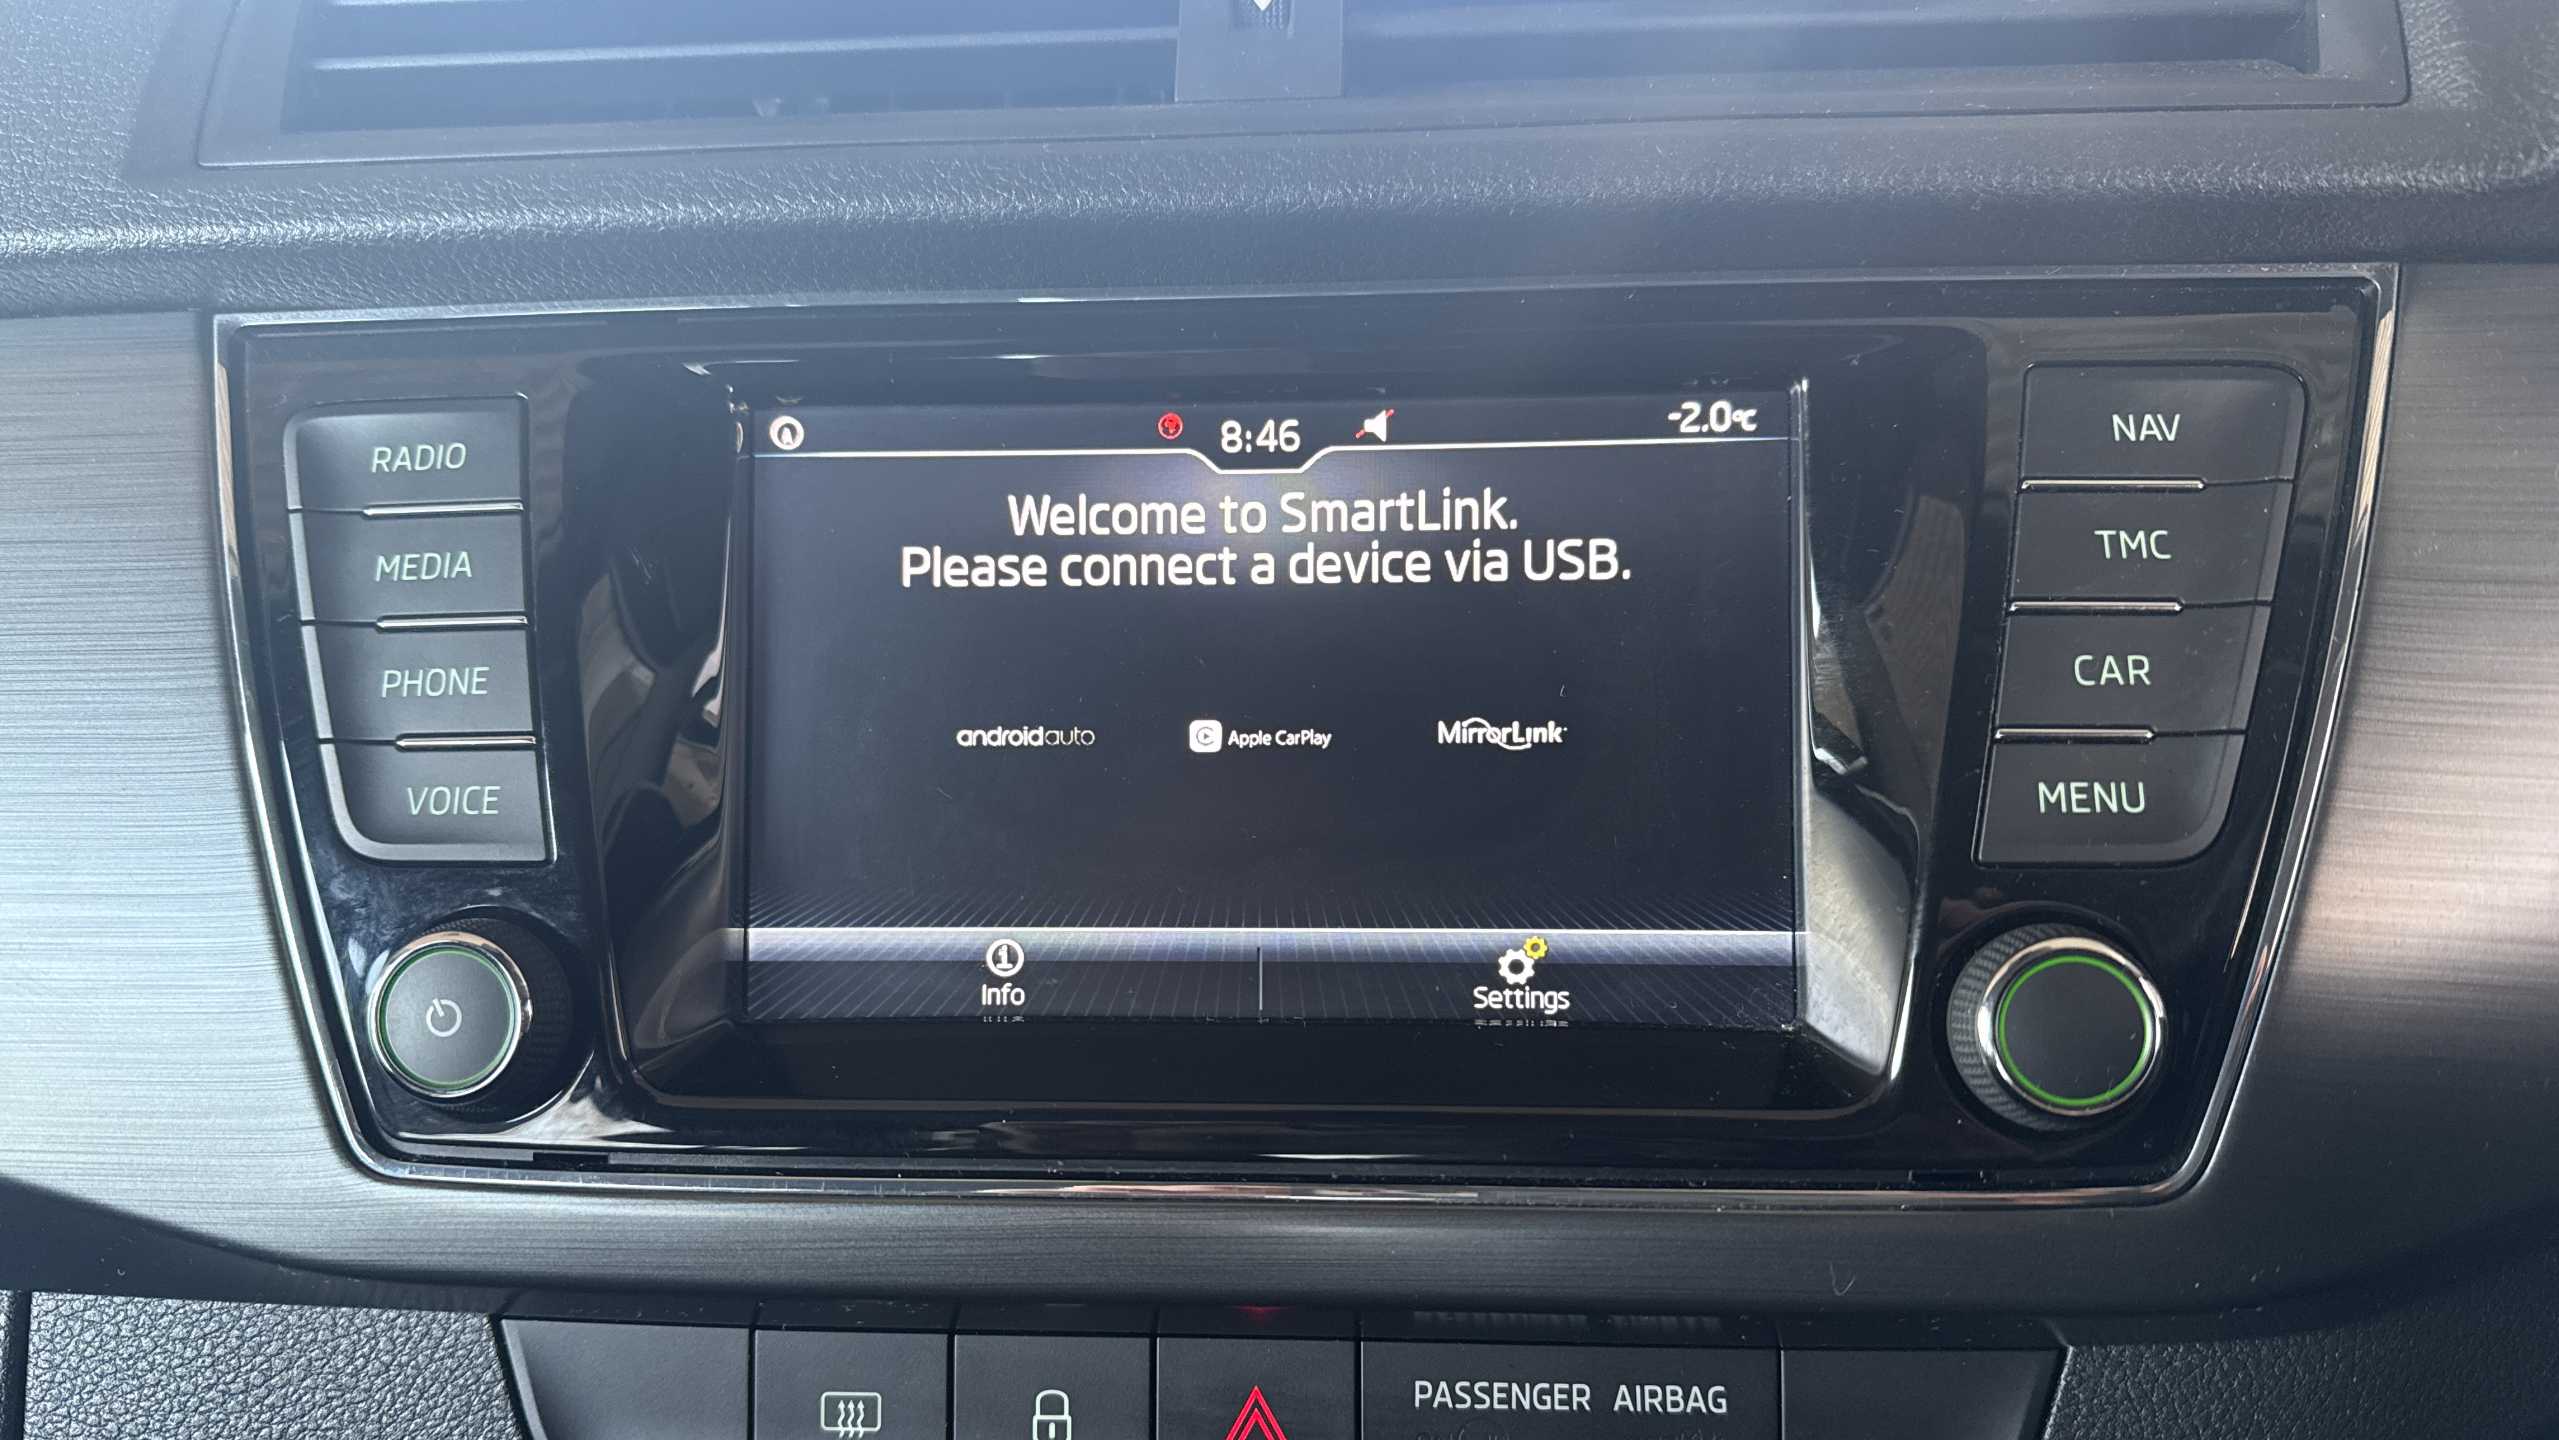 8:46
-2.0°C
Welcome to SmartLink.
Please connect a device via USB.
androidauto
Apple CarPlay
MirrorLink
Info
Settings
RADIO
MEDIA
PHONE
VOICE
NAV
TMC
CAR
MENU
PASSENGER AIRBAG